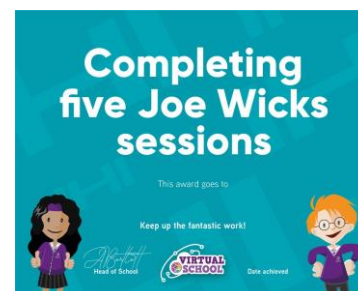 Completing
five Joe Wicks
sessions
This award goes to
Keep up the fantastic work!
Head of School
VIRTUAL
SCHOOL
Date achieved